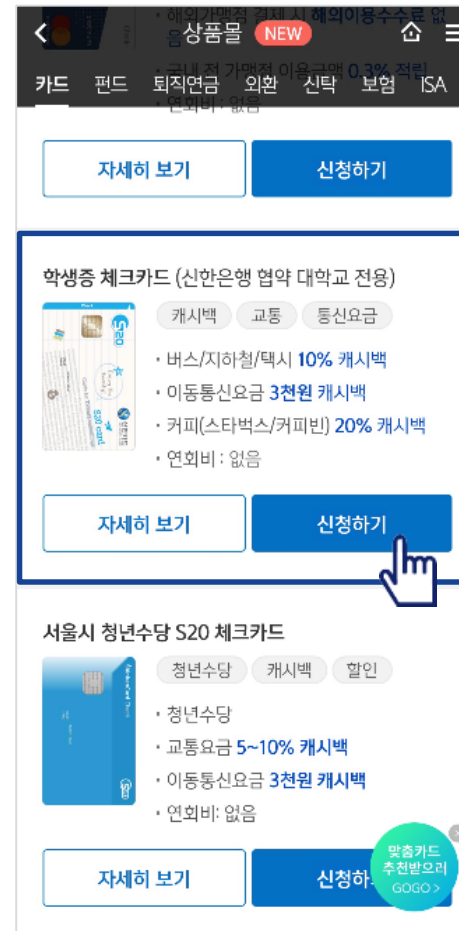 · 해외가맹점 결제 시 해외이용수수료 없음
상품몰 NEW
· 국내 전 가맹점 이용금액 0.3% 적립
카드 펀드 퇴직연금 외환 신탁 보험 ISA
· 연회비 : 없음
자세히 보기 신청하기
학생증 체크카드 (신한은행 협약 대학교 전용)
캐시백 교통 통신요금
S20
S20 card
신한카드
· 버스/지하철/택시 10% 캐시백
· 이동통신요금 3천원 캐시백
· 커피(스타벅스/커피빈) 20% 캐시백
· 연회비 : 없음
자세히 보기 신청하기
서울시 청년수당 S20 체크카드
청년수당 캐시백 할인
· 청년수당
· 교통요금 5~10% 캐시백
· 이동통신요금 3천원 캐시백
· 연회비: 없음
맞춤카드
추천받으러
GOGO >
자세히 보기 신청하